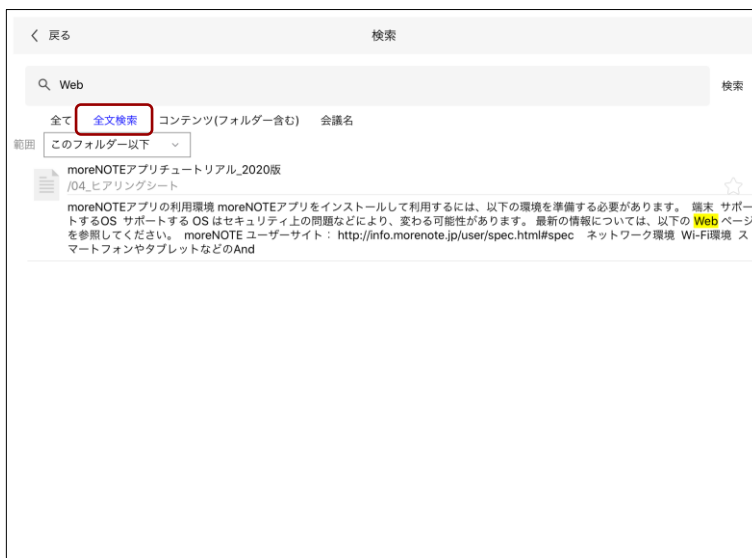 戻る 検索
Web 検索
全て 全文検索 コンテンツ(フォルダー含む) 会議名
範囲 このフォルダー以下
moreNOTEアプリチュートリアル_2020版
/04_ヒアリングシート
moreNOTEアプリの利用環境 moreNOTEアプリをインストールして利用するには、以下の環境を準備する必要があります。 端末 サポー
トするOS サポートする OS はセキュリティ上の問題などにより、変わる可能性があります。 最新の情報については、以下の Web ページ
を参照してください。 moreNOTE ユーザーサイト： http://info.morenote.jp/user/spec.html#spec ネットワーク環境 Wi-Fi環境 ス
マートフォンやタブレットなどのAnd